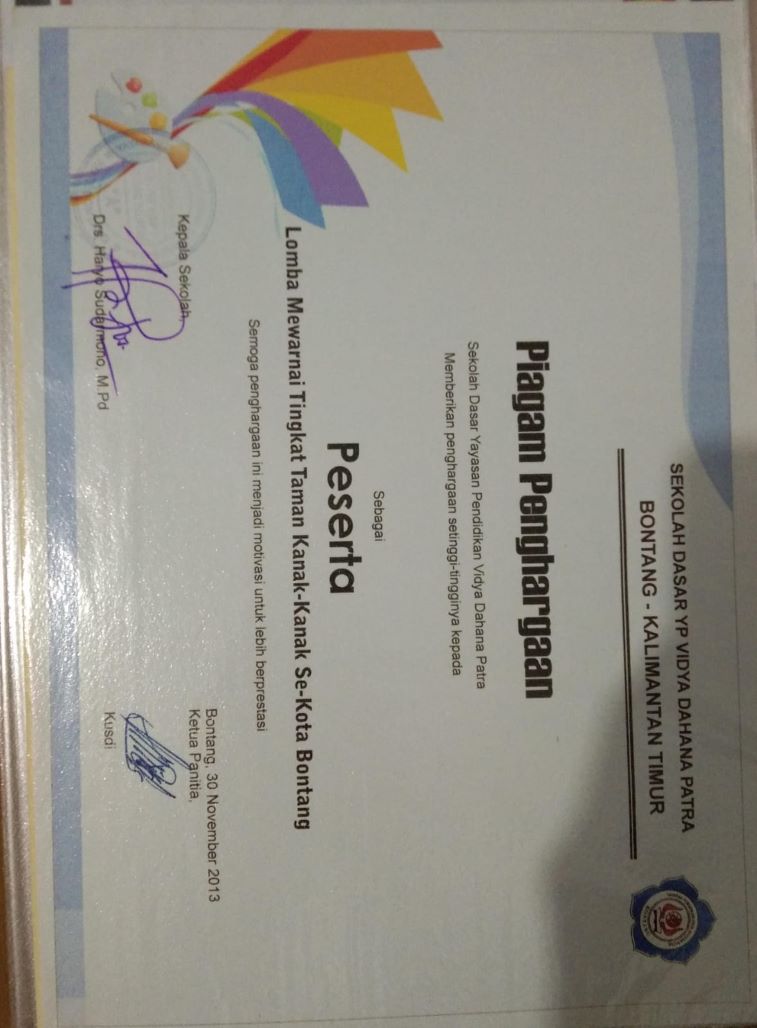 SEKOLAH DASAR YP VIDYA DAHANA PATRA
BONTANG - KALIMANTAN TIMUR
Piagam Penghargaan
Sekolah Dasar Yayasan Pendidikan Vidya Dahana Patra
Memberikan penghargaan setinggi-tingginya kepada
Sebagai
Peserta
Lomba Mewarnai Tingkat Taman Kanak-Kanak Se-Kota Bontang
Semoga penghargaan ini menjadi motivasi untuk lebih berprestasi
Bontang, 30 November 2013
Ketua Panitia,
Kepala Sekolah,
Kusdi
Drs. Haryo Sudarmono, M.Pd